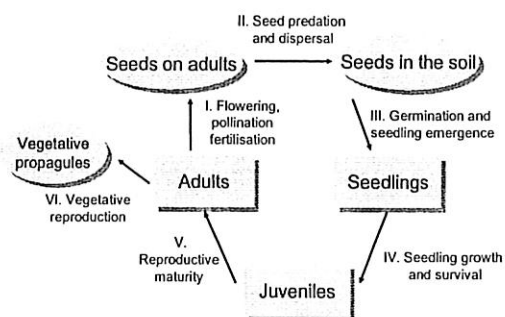 II. Seed predation
and dispersal
Seeds on adults
Seeds in the soil
I. Flowering,
pollination
fertilisation
III. Germination and
seedling emergence
Vegetative
propagules
Adults
Seedlings
VI. Vegetative
reproduction
V.
Reproductive
maturity
IV. Seedling growth
and survival
Juveniles